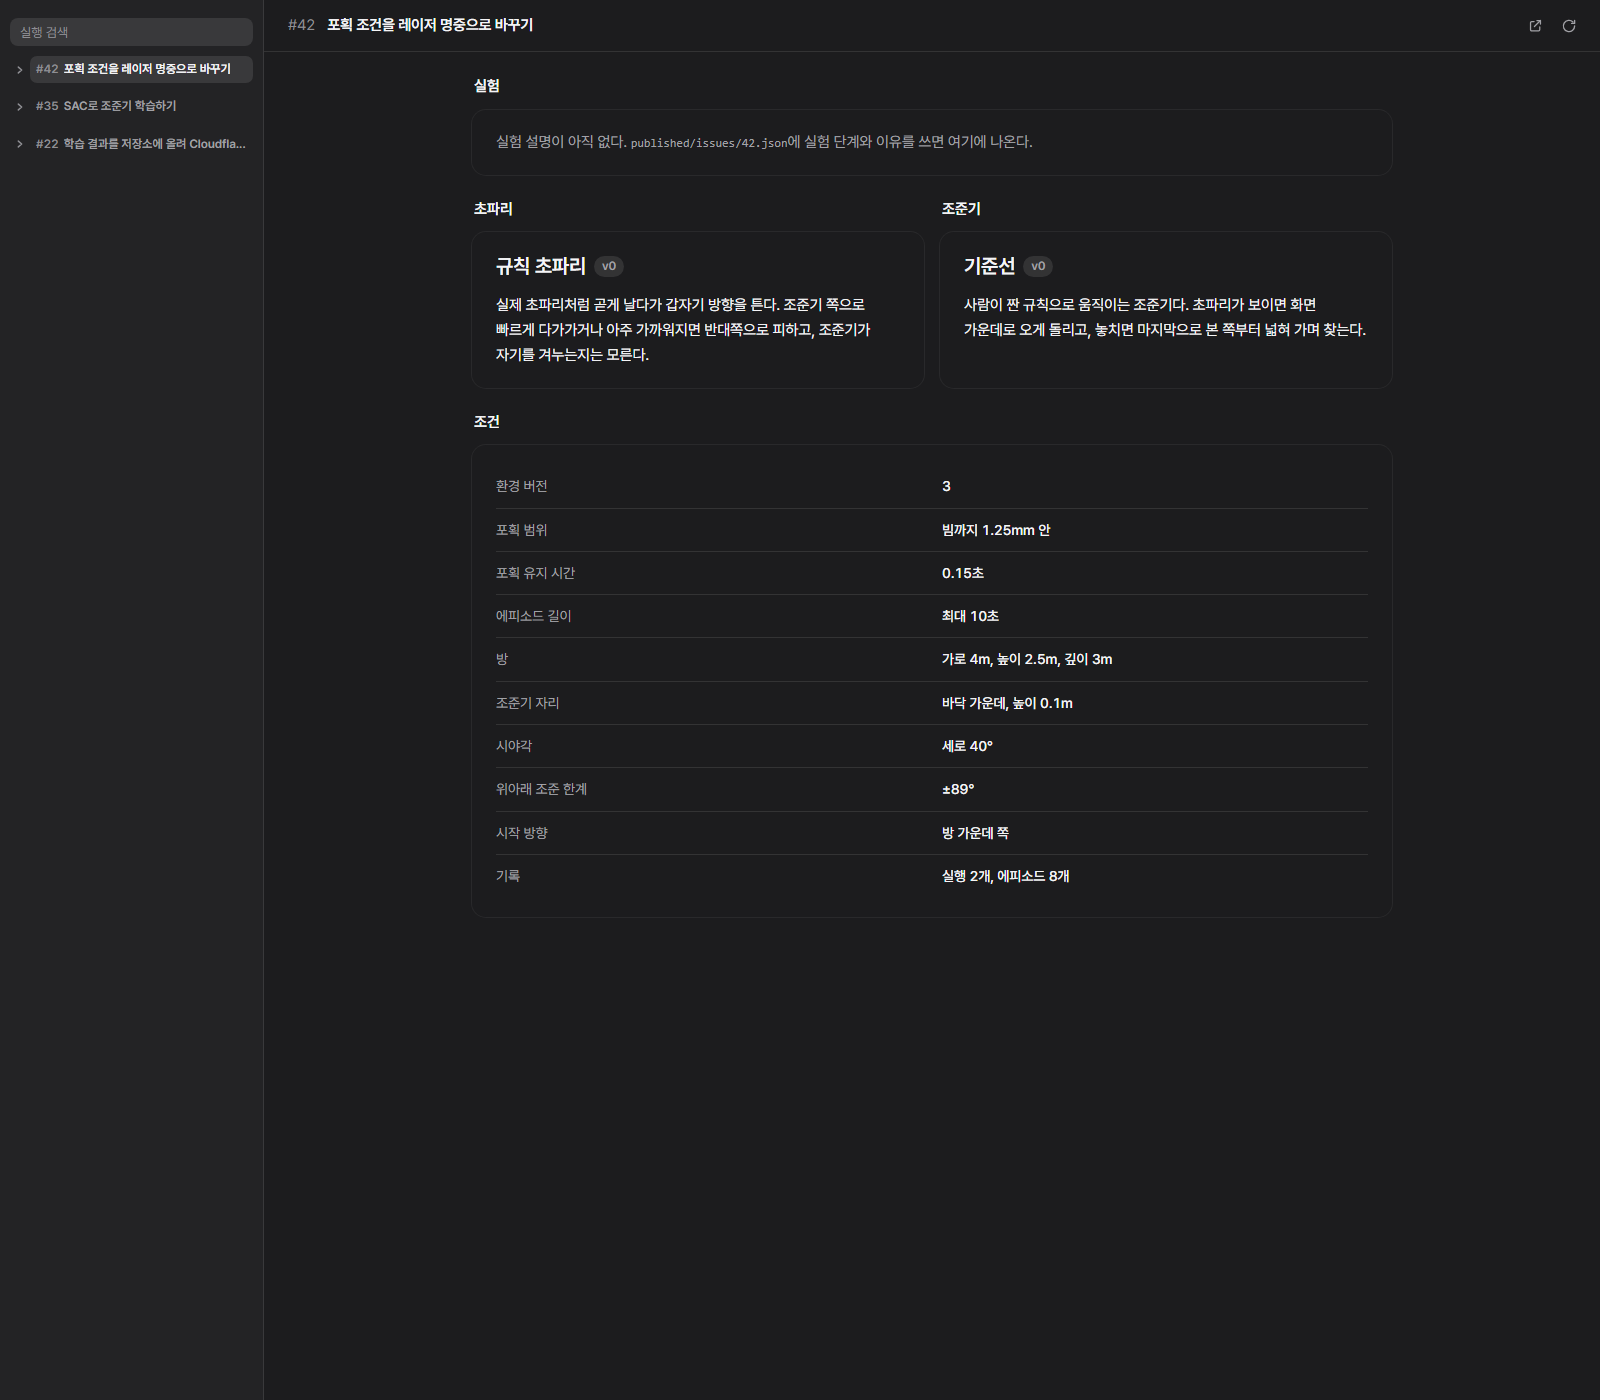 실행 검색
#42 포획 조건을 레이저 명중으로 바꾸기
#35 SAC로 조준기 학습하기
#22 학습 결과를 저장소에 올려 Cloudfla...
#42 포획 조건을 레이저 명중으로 바꾸기
실험
실험 설명이 아직 없다. published/issues/42.json에 실험 단계와 이유를 쓰면 여기에 나온다.
초파리
규칙 초파리 v0
실제 초파리처럼 곧게 날다가 갑자기 방향을 튼다. 조준기 쪽으로
빠르게 다가가거나 아주 가까워지면 반대쪽으로 피하고, 조준기가
자기를 겨누는지는 모른다.
조준기
기준선 v0
사람이 짠 규칙으로 움직이는 조준기다. 초파리가 보이면 화면
가운데로 오게 돌리고, 놓치면 마지막으로 본 쪽부터 넓혀 가며 찾는다.
조건
환경 버전 3
포획 범위 빔까지 1.25mm 안
포획 유지 시간 0.15초
에피소드 길이 최대 10초
방 가로 4m, 높이 2.5m, 깊이 3m
조준기 자리 바닥 가운데, 높이 0.1m
시야각 세로 40°
위아래 조준 한계 ±89°
시작 방향 방 가운데 쪽
기록 실행 2개, 에피소드 8개